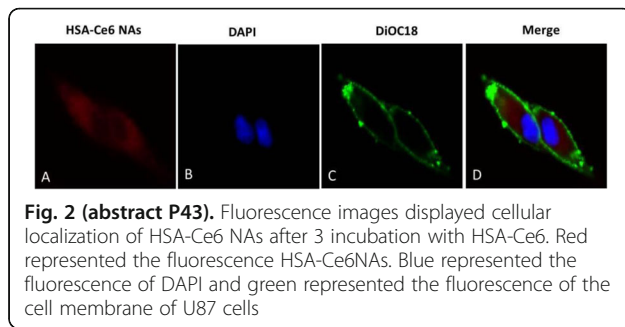 HSA-Ce6 NAs DAPI DiOC18 Merge
A B C D
Fig. 2 (abstract P43). Fluorescence images displayed cellular
localization of HSA-Ce6 NAs after 3 incubation with HSA-Ce6. Red
represented the fluorescence HSA-Ce6NAs. Blue represented the
fluorescence of DAPI and green represented the fluorescence of the
cell membrane of U87 cells